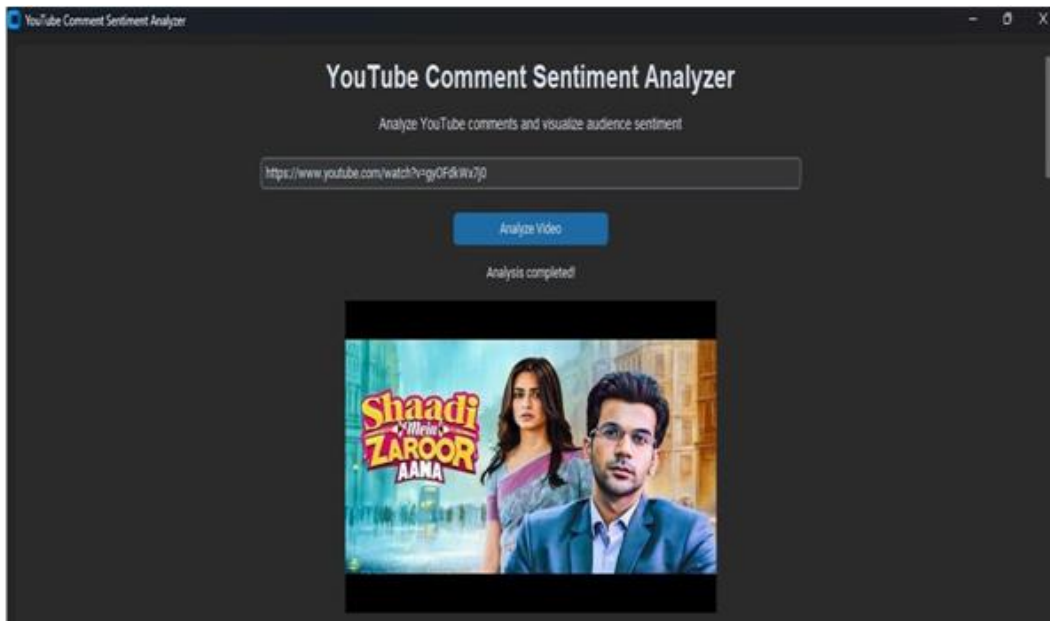 YouTube Comment Sentiment Analyzer
YouTube Comment Sentiment Analyzer
Analyze YouTube comments and visualize audience sentiment
https://www.youtube.com/watch?v=gyOFdkWx7j0
Analyze Video
Analysis completed!
Shaadi
Mein
ZAROOR
AANA